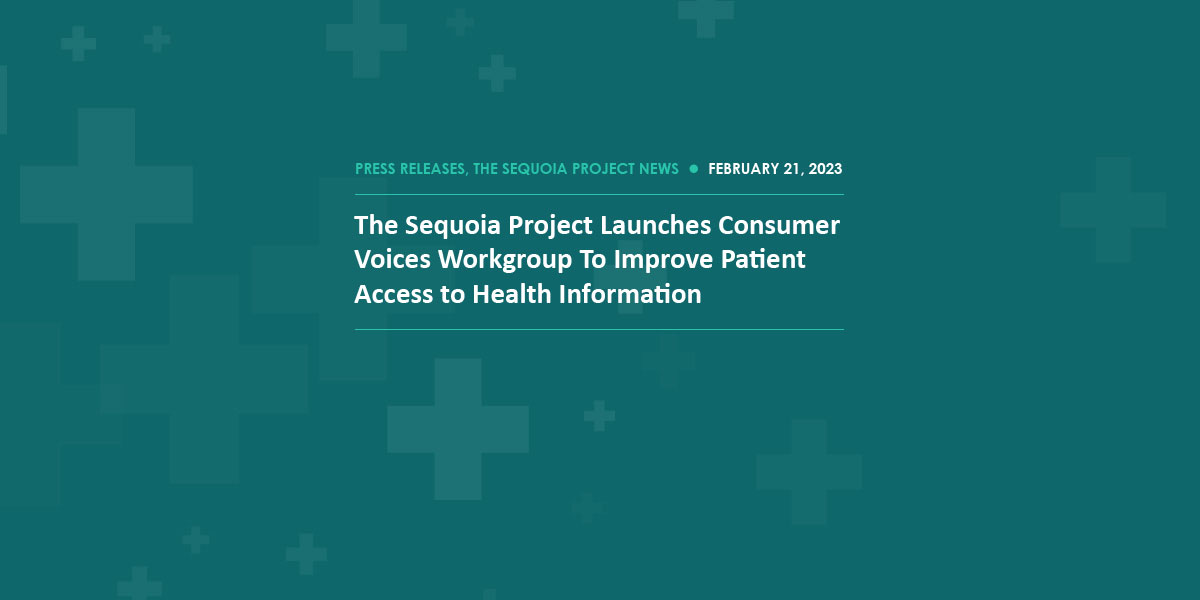 PRESS RELEASES, THE SEQUOIA PROJECT NEWS ● FEBRUARY 21, 2023
The Sequoia Project Launches Consumer
Voices Workgroup To Improve Patient
Access to Health Information